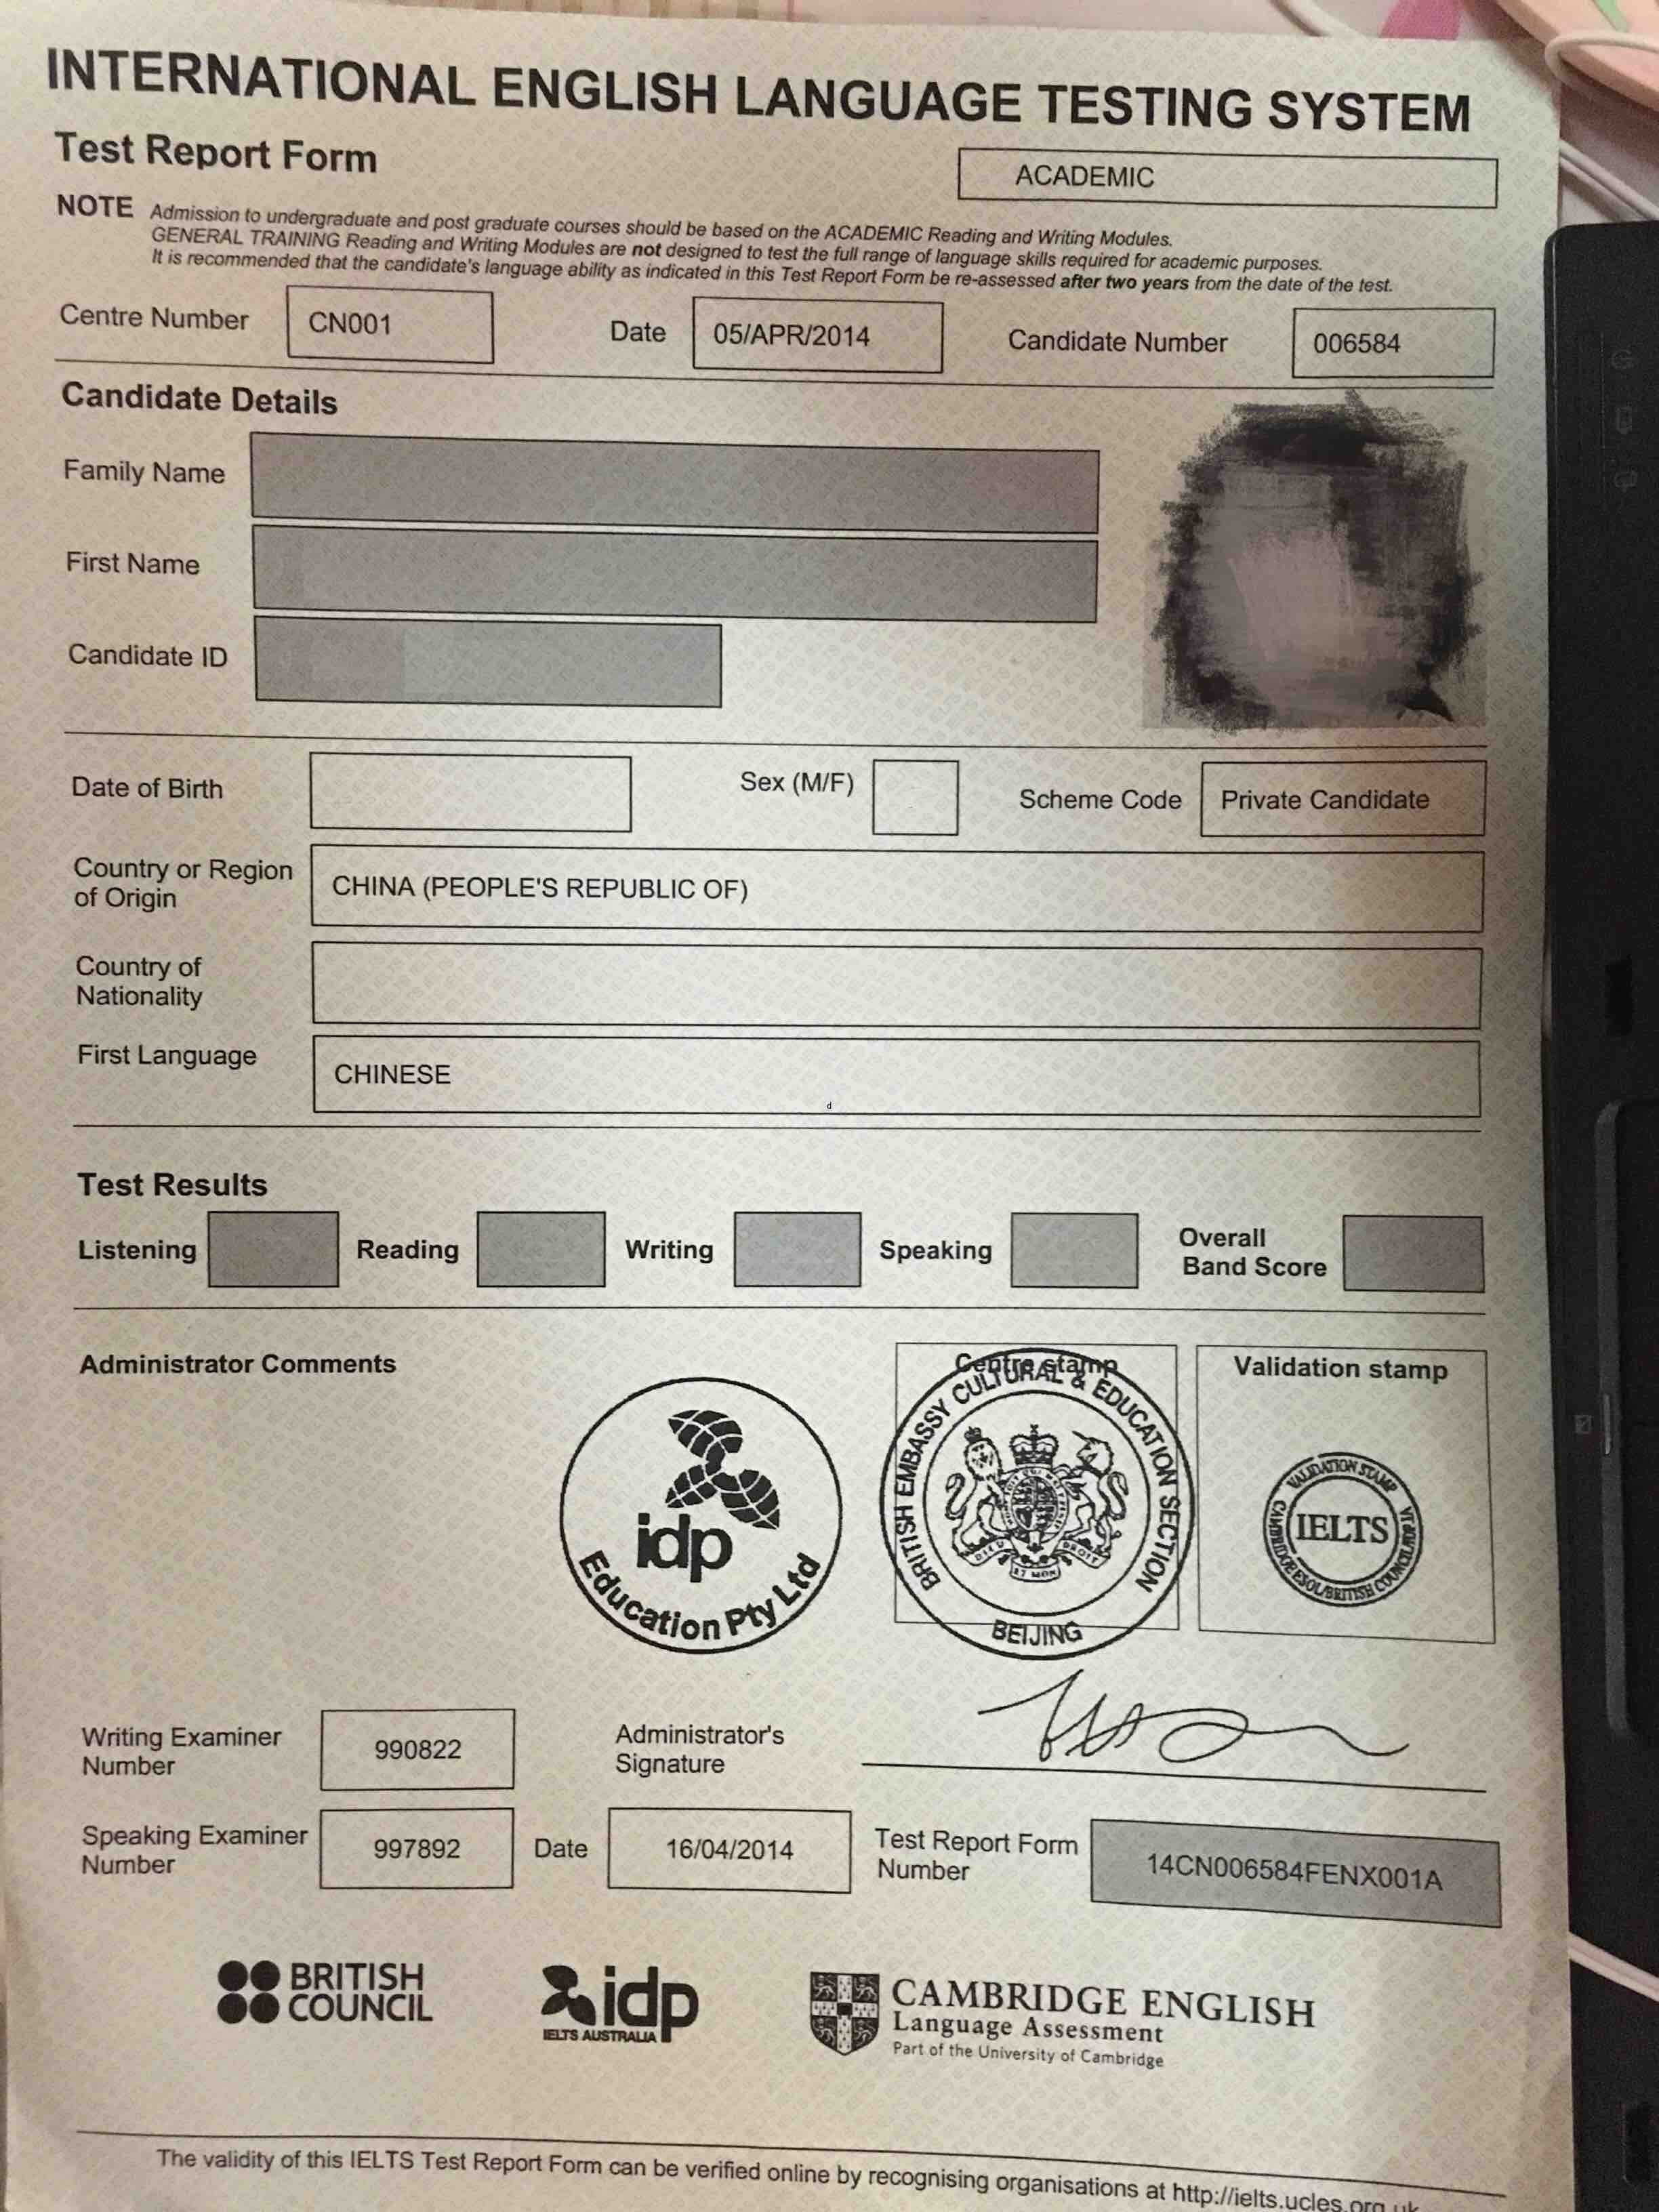 INTERNATIONAL ENGLISH LANGUAGE TESTING SYSTEM
Test Report Form
ACADEMIC
NOTE Admission to undergraduate and post graduate courses should be based on the ACADEMIC Reading and Writing Modules.
GENERAL TRAINING Reading and Writing Modules are not designed to test the full range of language skills required for academic purposes.
It is recommended that the candidate's language ability as indicated in this Test Report Form be re-assessed after two years from the date of the test.
Centre Number CN001 Date 05/APR/2014 Candidate Number 006584
Candidate Details
Family Name
First Name
Candidate ID
Date of Birth Sex (M/F) Scheme Code Private Candidate
Country or Region
of Origin
CHINA (PEOPLE'S REPUBLIC OF)
Country of
Nationality
First Language CHINESE
d
Test Results
Listening Reading Writing Speaking Overall
Band Score
Administrator Comments
Centre stamp
Validation stamp
idp
Education Pty Ltd
BRITISH EMBASSY CULTURAL & EDUCATION SECTION
BEIJING
DIEU ET MON DROIT
VALIDATION STAMP
IELTS
CAMBRIDGE ESOL/BRITISH COUNCIL/IDP:IA
Writing Examiner
Number
990822
Administrator's
Signature
Speaking Examiner
Number
997892
Date 16/04/2014
Test Report Form
Number
14CN006584FENX001A
BRITISH
COUNCIL
idp
IELTS AUSTRALIA
CAMBRIDGE ENGLISH
Language Assessment
Part of the University of Cambridge
The validity of this IELTS Test Report Form can be verified online by recognising organisations at http://ielts.ucles.org.uk